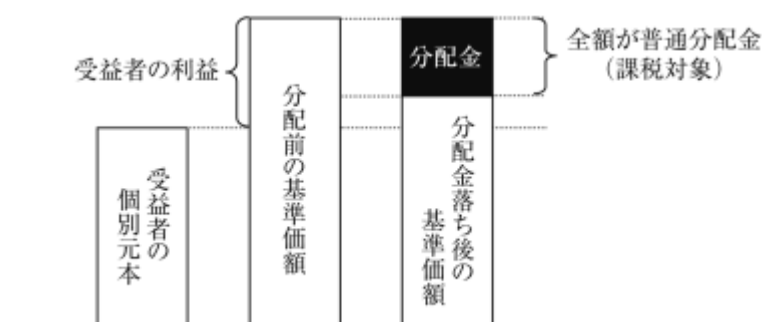 受益者の利益
分配前の基準価額
分配金
全額が普通分配金
(課税対象)
受益者の
個別元本
分配金落ち後の
基準価額